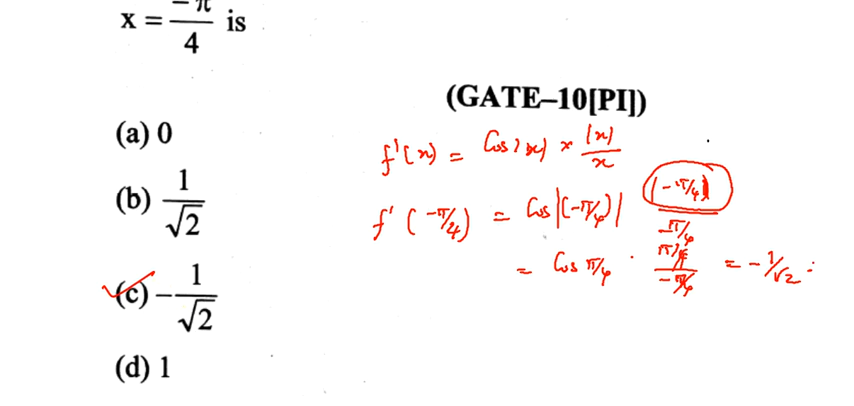 x = -π/4 is
(GATE–10[PI])
(a) 0
f'(x) = Cos|x| × |x|/x
(b) 1/√2
f'(-π/4) = Cos|(-π/4)| |-π/4|/-π/4
= Cos π/4 · π/4/-π/4 = -1/√2
(c) -1/√2
(d) 1